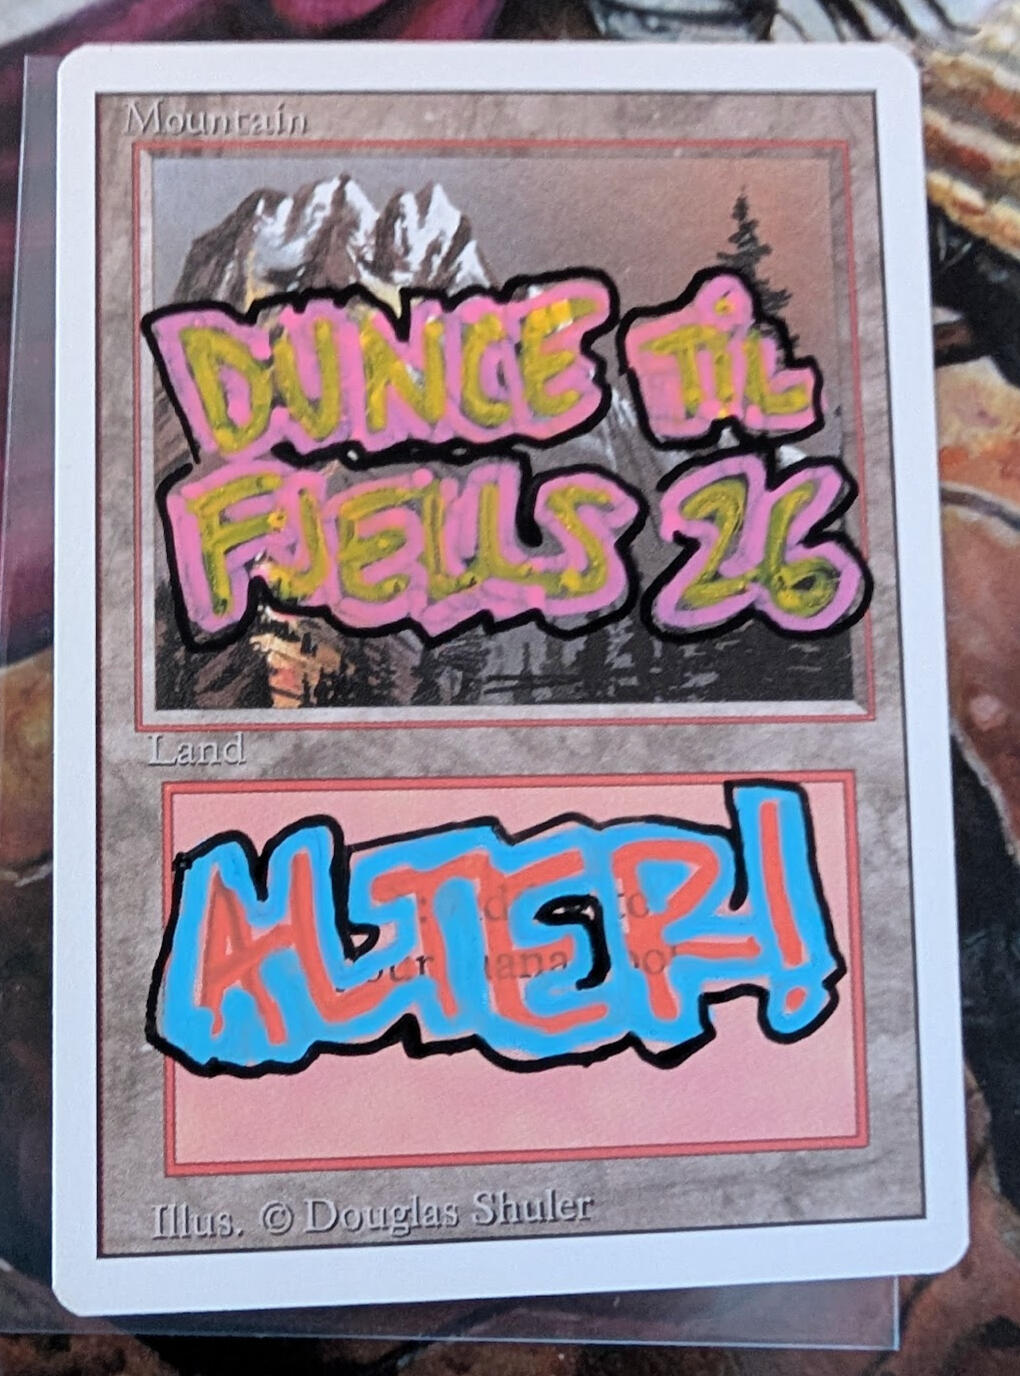 Mountain
DUNCE TIL
FJELLS 26
Land
ALTER!
Illus. © Douglas Shuler